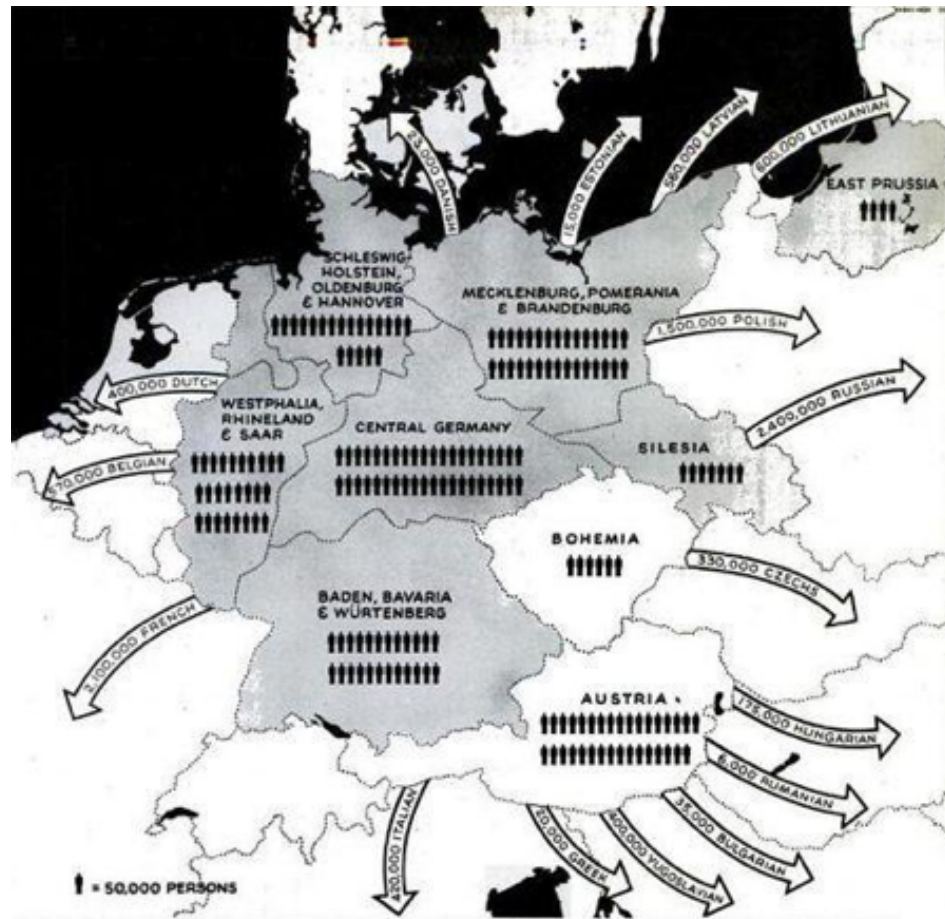 23,000 DANISH
15,000 ESTONIAN
560,000 LATVIAN
600,000 LITHUANIAN
EAST PRUSSIA
SCHLESWIG-
HOLSTEIN,
OLDENBURG
& HANNOVER
MECKLENBURG, POMERANIA
& BRANDENBURG
1,500,000 POLISH
400,000 DUTCH
WESTPHALIA,
RHINELAND
& SAAR
CENTRAL GERMANY
SILESIA
2,400,000 RUSSIAN
BELGIAN
BOHEMIA
330,000 CZECHS
BADEN, BAVARIA
& WÜRTENBERG
2,100,000 FRENCH
AUSTRIA
175,000 HUNGARIAN
6,000 RUMANIAN
35,000 BULGARIAN
400,000 YUGOSLAVIAN
20,000 GREEK
420,000 ITALIAN
= 50,000 PERSONS